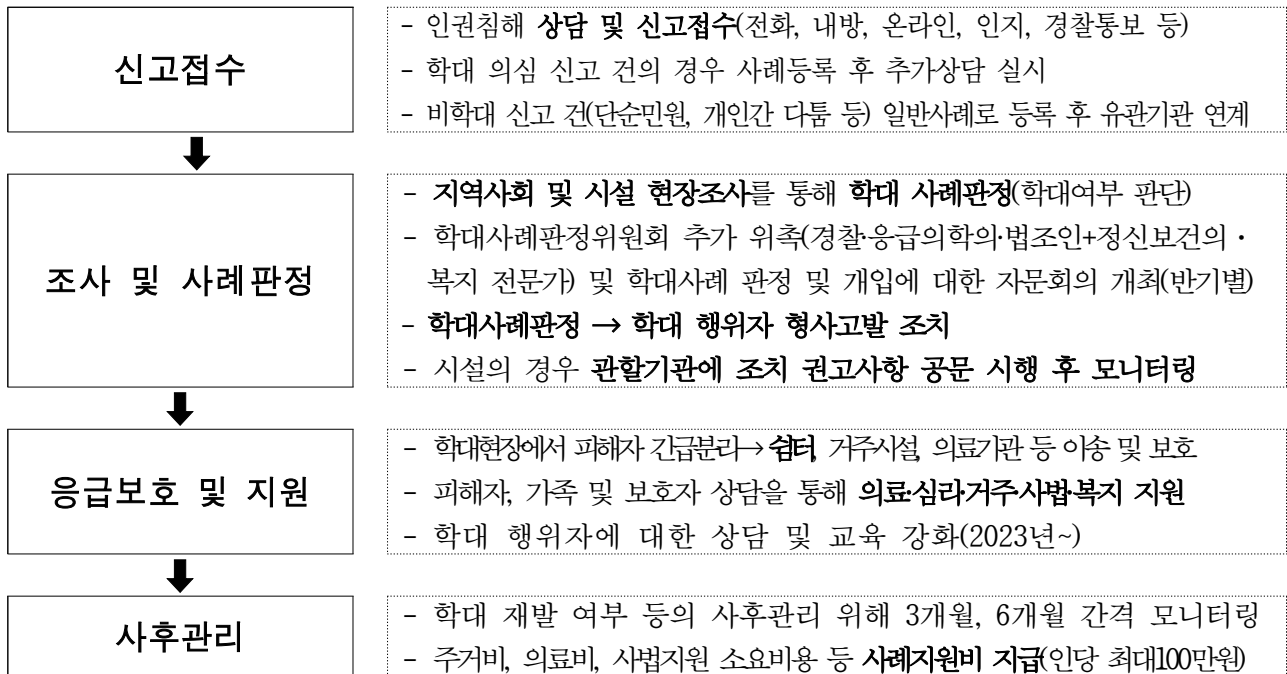 신고접수
- 인권침해 상담 및 신고접수(전화, 내방, 온라인, 인지, 경찰통보 등)
- 학대 의심 신고 건의 경우 사례등록 후 추가상담 실시
- 비학대 신고 건(단순민원, 개인간 다툼 등) 일반사례로 등록 후 유관기관 연계
조사 및 사례판정
- 지역사회 및 시설 현장조사를 통해 학대 사례판정(학대여부 판단)
- 학대사례판정위원회 추가 위촉(경찰·응급의학의·법조인+정신보건의·
복지 전문가) 및 학대사례 판정 및 개입에 대한 자문회의 개최(반기별)
- 학대사례판정 → 학대 행위자 형사고발 조치
- 시설의 경우 관할기관에 조치 권고사항 공문 시행 후 모니터링
응급보호 및 지원
- 학대현장에서 피해자 긴급분리→ 쉼터, 거주시설, 의료기관 등 이송 및 보호
- 피해자, 가족 및 보호자 상담을 통해 의료·심리·거주·사법·복지 지원
- 학대 행위자에 대한 상담 및 교육 강화(2023년~)
사후관리
- 학대 재발 여부 등의 사후관리 위해 3개월, 6개월 간격 모니터링
- 주거비, 의료비, 사법지원 소요비용 등 사례지원비 지급(인당 최대100만원)